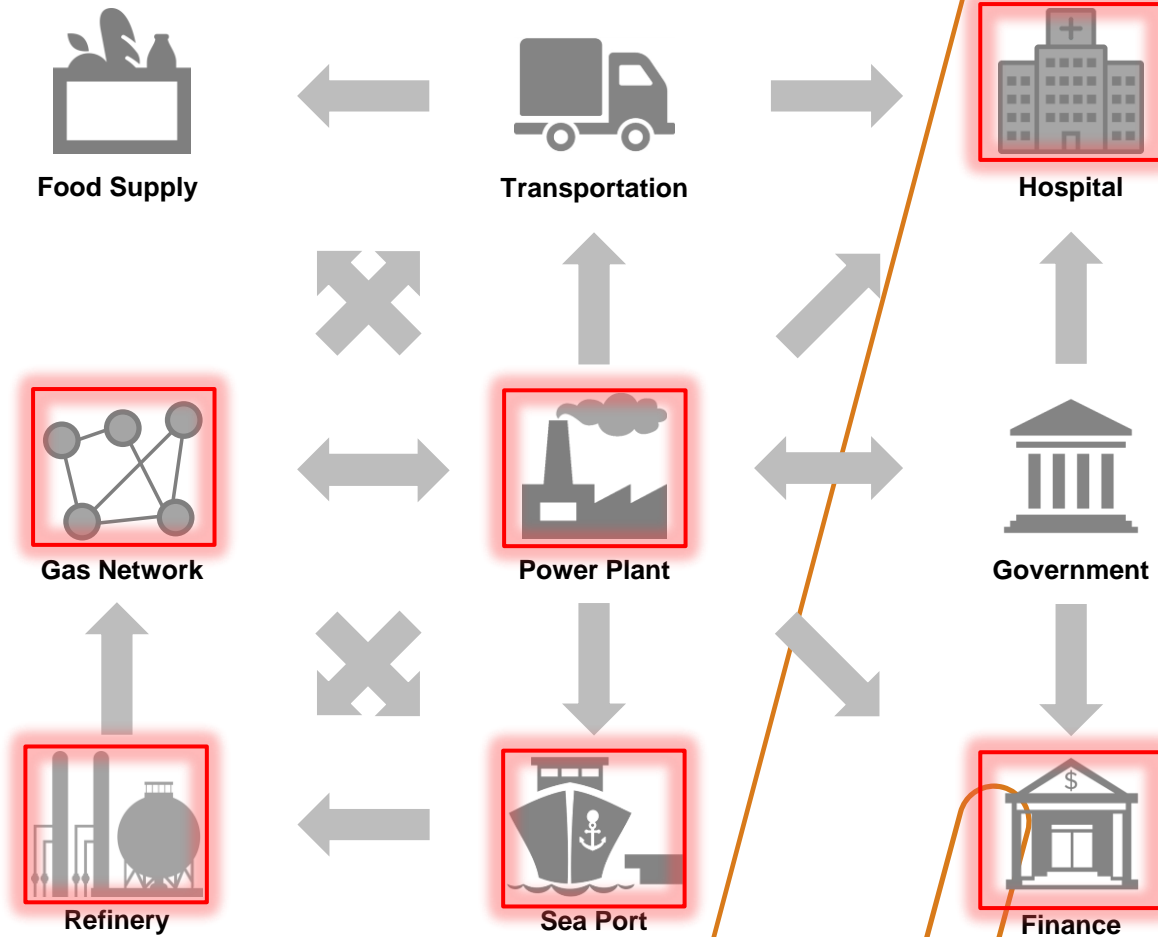 Food Supply
Transportation
Hospital
Gas Network
Power Plant
Government
$
Refinery
Sea Port
Finance